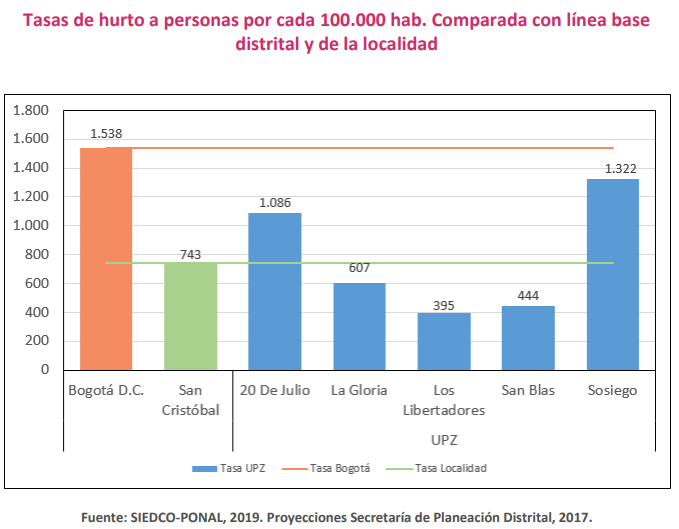 Tasas de hurto a personas por cada 100.000 hab. Comparada con línea base
distrital y de la localidad
1.800
1.600
1.400
1.200
1.000
800
600
400
200
0
1.538
743
1.086
607
395
444
1.322
Bogotá D.C.
San
Cristóbal
20 De Julio
La Gloria
Los
Libertadores
San Blas
Sosiego
UPZ
Tasa UPZ
Tasa Bogotá
Tasa Localidad
Fuente: SIEDCO-PONAL, 2019. Proyecciones Secretaría de Planeación Distrital, 2017.